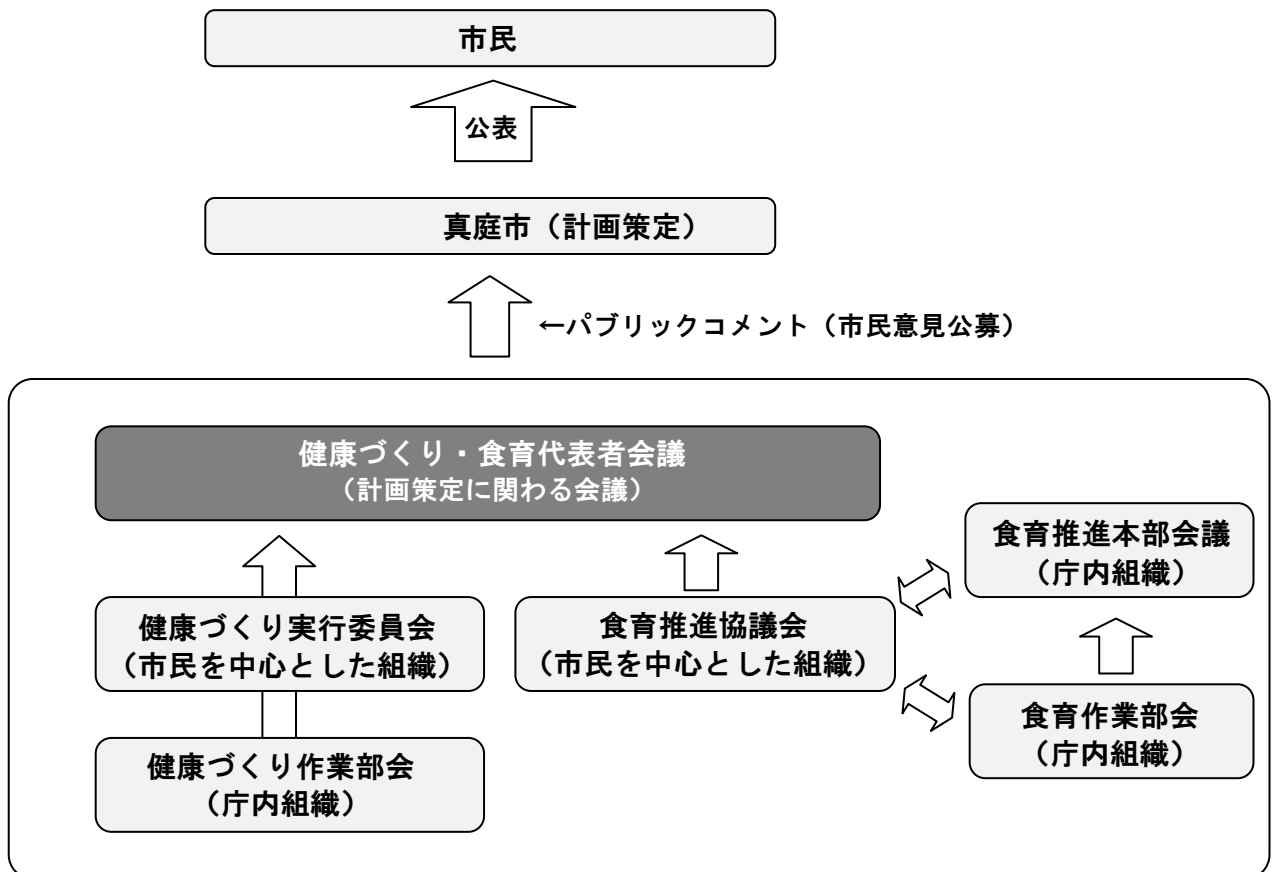 市民
公表
真庭市（計画策定）
←パブリックコメント（市民意見公募）
健康づくり・食育代表者会議
（計画策定に関わる会議）
食育推進本部会議
（庁内組織）
健康づくり実行委員会
（市民を中心とした組織）
食育推進協議会
（市民を中心とした組織）
食育作業部会
（庁内組織）
健康づくり作業部会
（庁内組織）